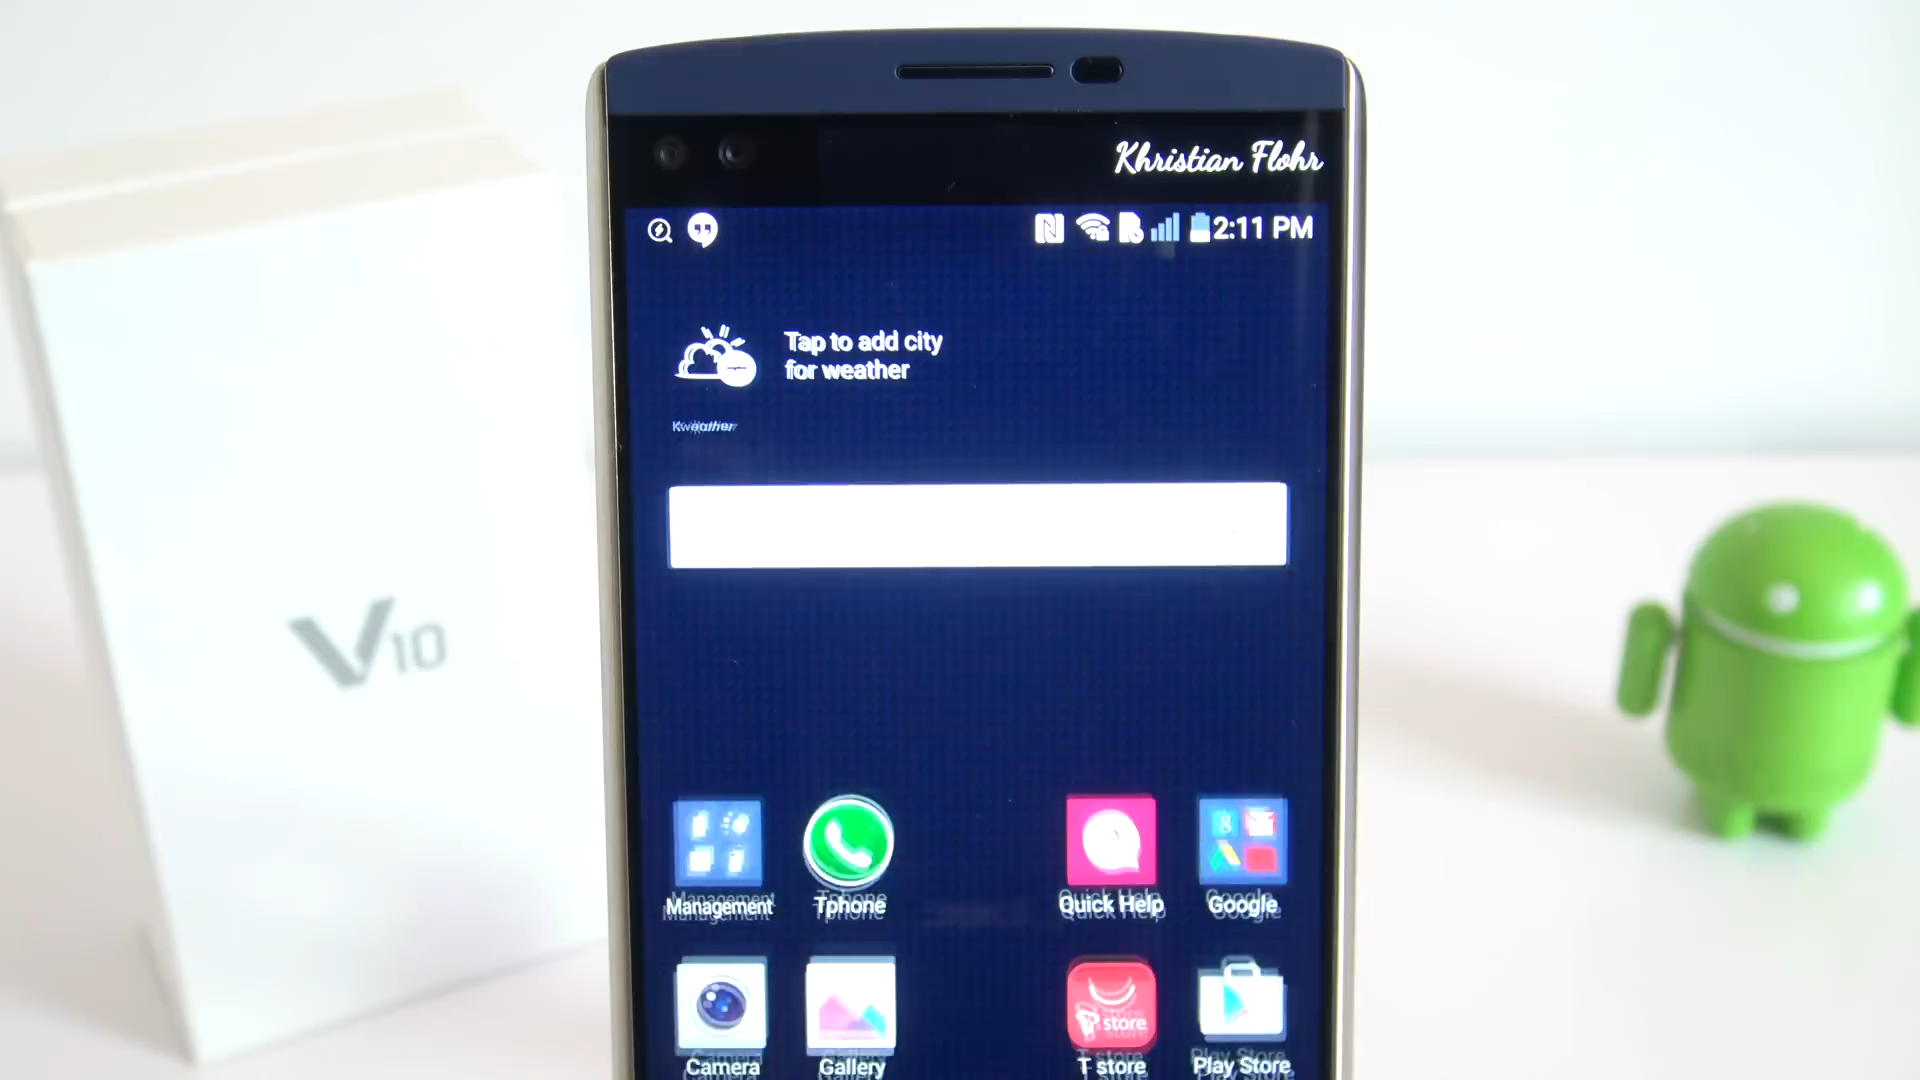 Khristian Flohr
2:11 PM
Tap to add city
for weather
Kweather
V10
Management
Tphone
Quick Help
Google
store
Camera
Gallery
T store
Play Store